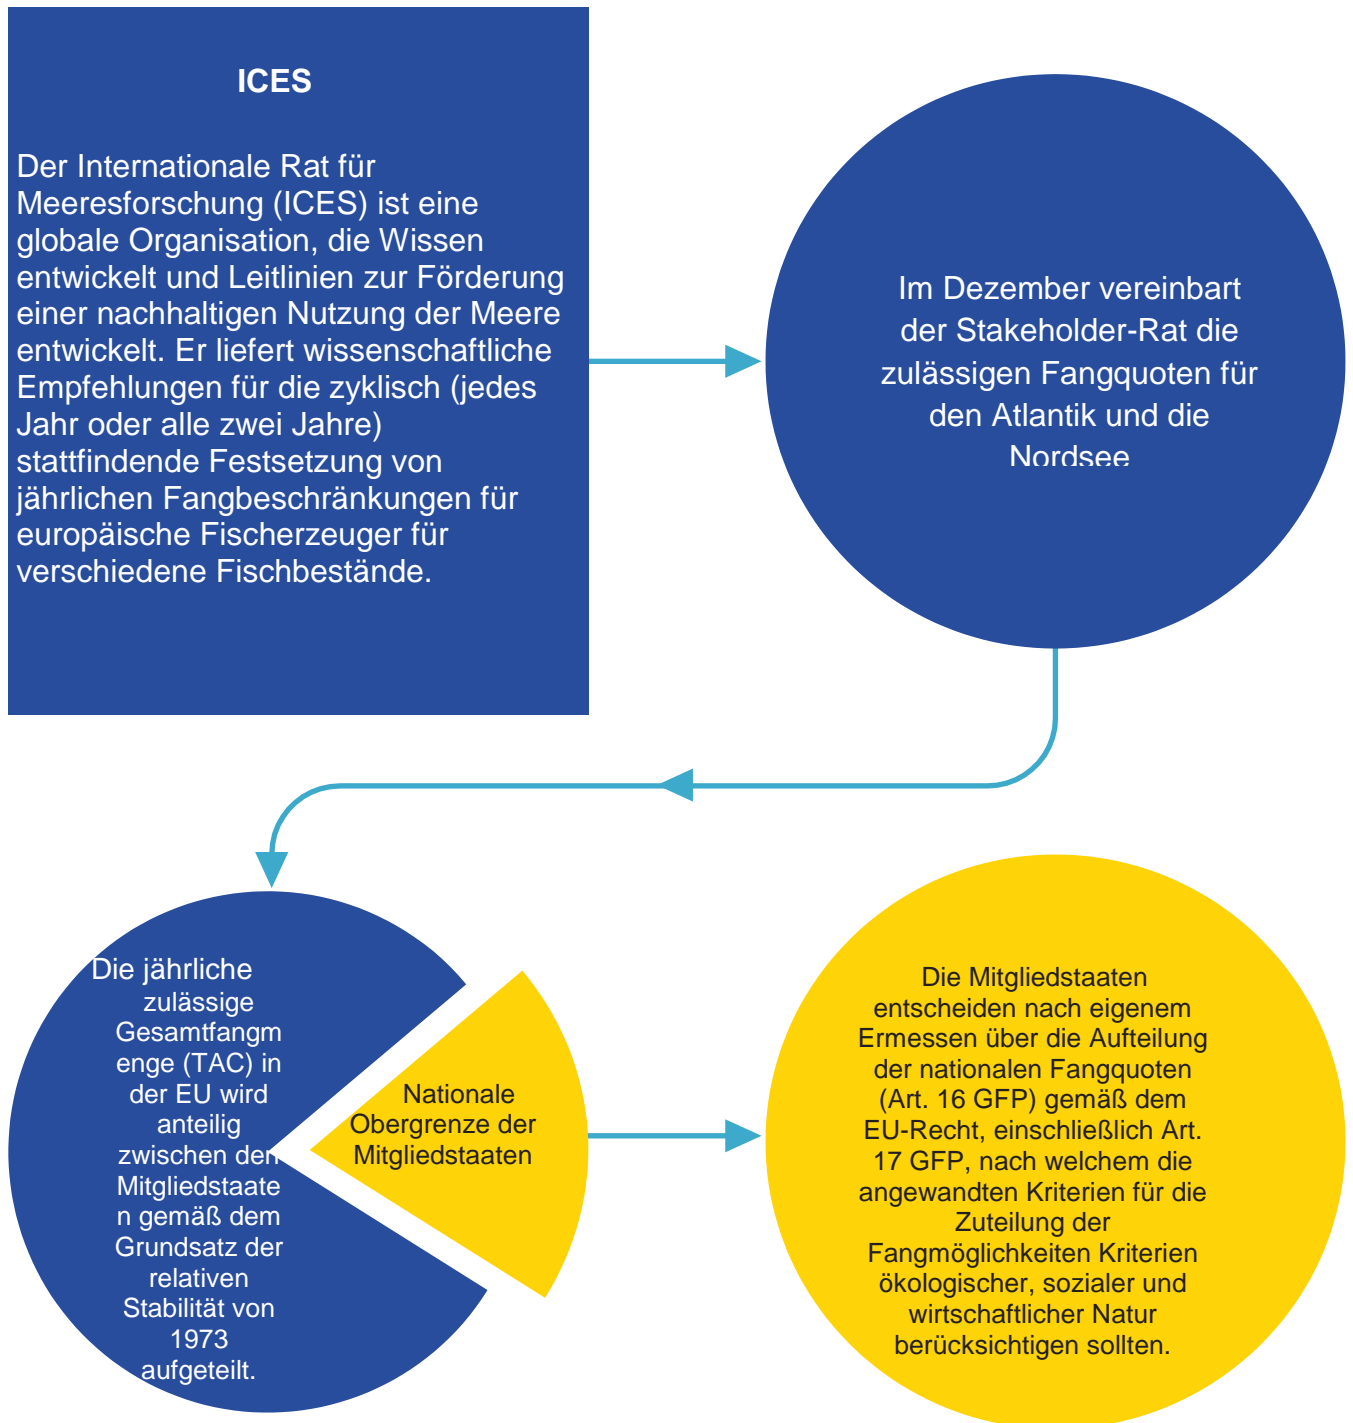 ICES
Der Internationale Rat für
Meeresforschung (ICES) ist eine
globale Organisation, die Wissen
entwickelt und Leitlinien zur Förderung
einer nachhaltigen Nutzung der Meere
entwickelt. Er liefert wissenschaftliche
Empfehlungen für die zyklisch (jedes
Jahr oder alle zwei Jahre)
stattfindende Festsetzung von
jährlichen Fangbeschränkungen für
europäische Fischerzeuger für
verschiedene Fischbestände.
Im Dezember vereinbart
der Stakeholder-Rat die
zulässigen Fangquoten für
den Atlantik und die
Nordsee
Die jährliche
zulässige
Gesamtfangm
enge (TAC) in
der EU wird
anteilig
zwischen den
Mitgliedstaate
n gemäß dem
Grundsatz der
relativen
Stabilität von
1973
aufgeteilt.
Nationale
Obergrenze der
Mitgliedstaaten
Die Mitgliedstaaten
entscheiden nach eigenem
Ermessen über die Aufteilung
der nationalen Fangquoten
(Art. 16 GFP) gemäß dem
EU-Recht, einschließlich Art.
17 GFP, nach welchem die
angewandten Kriterien für die
Zuteilung der
Fangmöglichkeiten Kriterien
ökologischer, sozialer und
wirtschaftlicher Natur
berücksichtigen sollten.